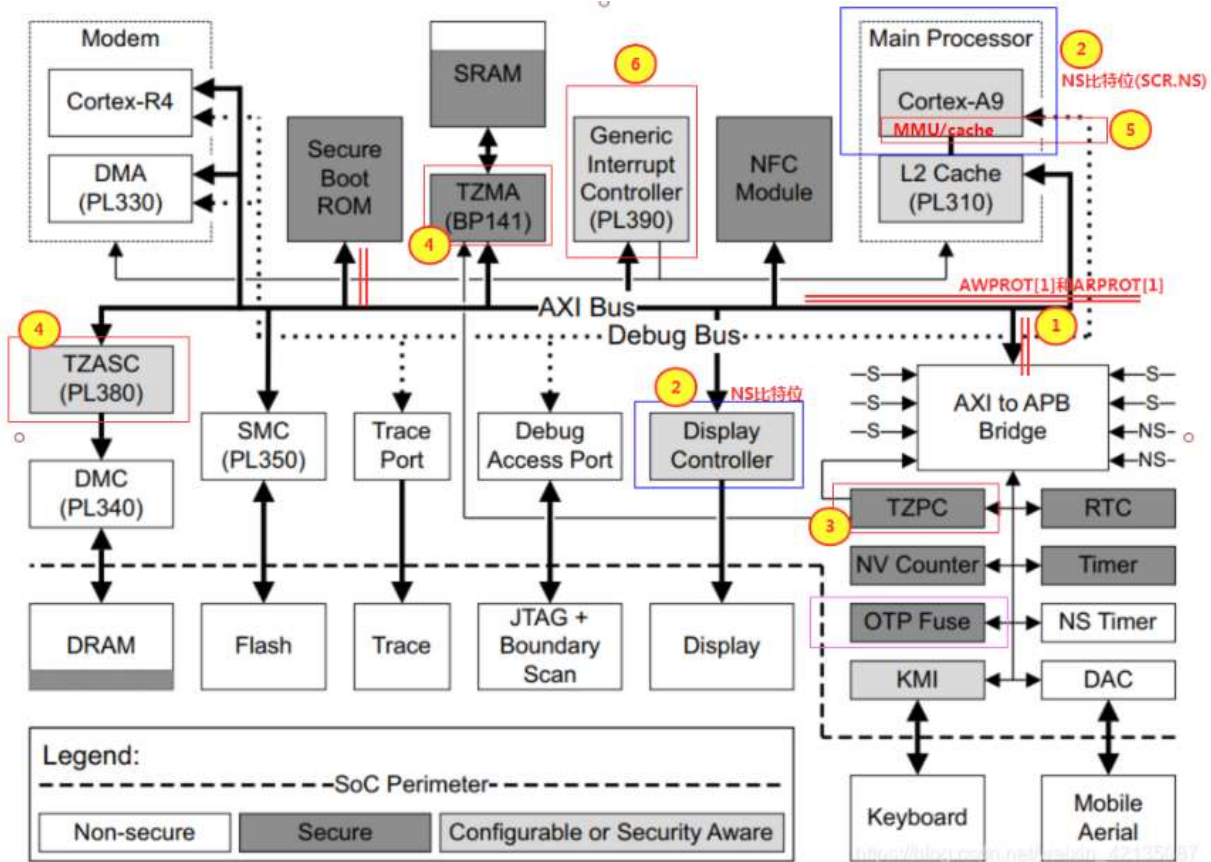 Modem
Cortex-R4
DMA
(PL330)
Secure
Boot
ROM
SRAM
TZMA
(BP141)
4
6
Generic
Interrupt
Controller
(PL390)
NFC
Module
Main Processor
Cortex-A9
MMU/cache
L2 Cache
(PL310)
2
NS比特位(SCR.NS)
5
AWPROT[1]和ARPROT[1]
1
AXI Bus
Debug Bus
4
TZASC
(PL380)
DMC
(PL340)
SMC
(PL350)
Trace
Port
Debug
Access Port
2
NS比特位
Display
Controller
S
S
S
AXI to APB
Bridge
S
S
NS
NS
TZPC
3
RTC
NV Counter
Timer
OTP Fuse
NS Timer
KMI
DAC
DRAM
Flash
Trace
JTAG +
Boundary
Scan
Display
Keyboard
Mobile
Aerial
Legend:
SoC Perimeter
Non-secure
Secure
Configurable or Security Aware